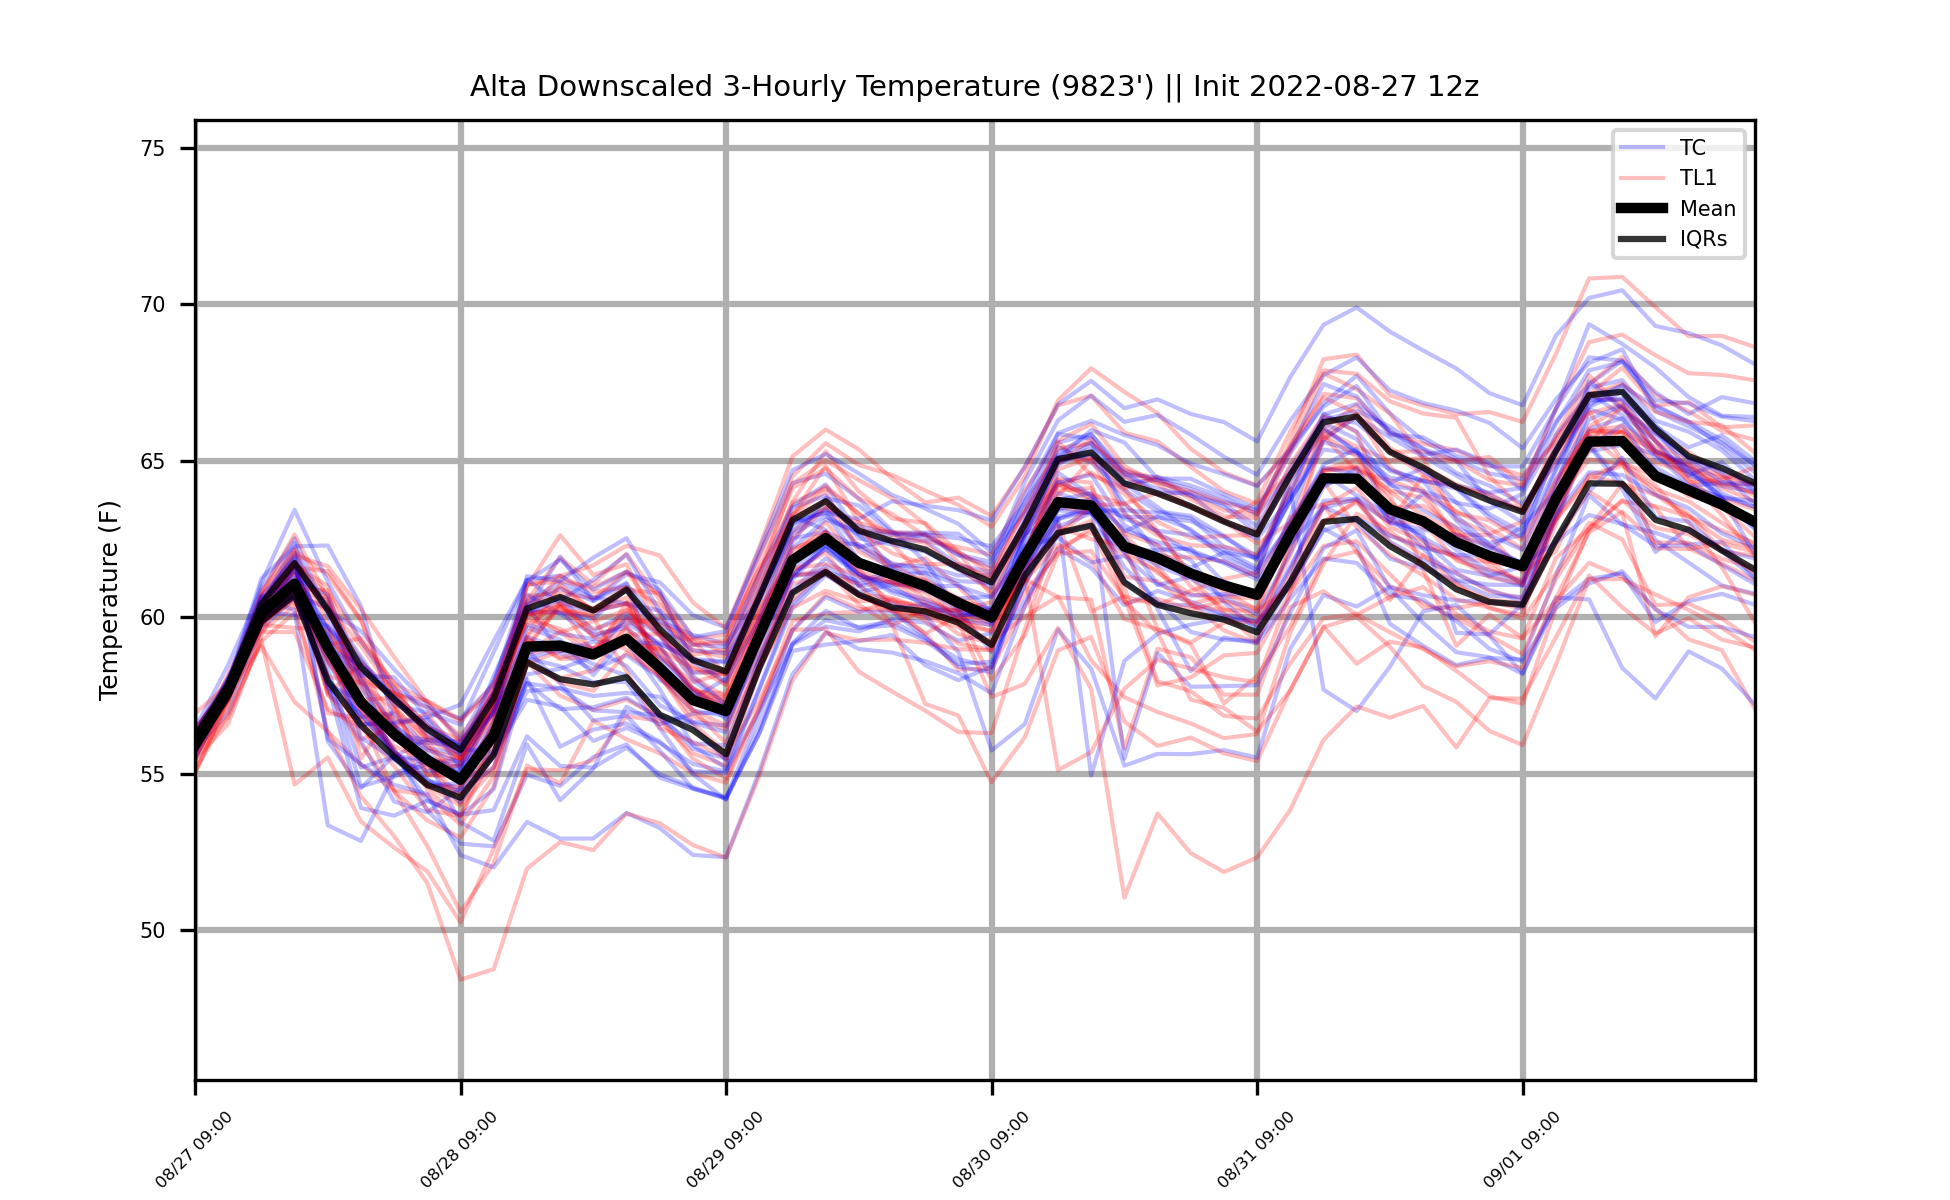 Alta Downscaled 3-Hourly Temperature (9823') || Init 2022-08-27 12z
TC
TL1
Mean
IQRs
Temperature (F)
75
70
65
60
55
50
08/27 09:00
08/28 09:00
08/29 09:00
08/30 09:00
08/31 09:00
09/01 09:00